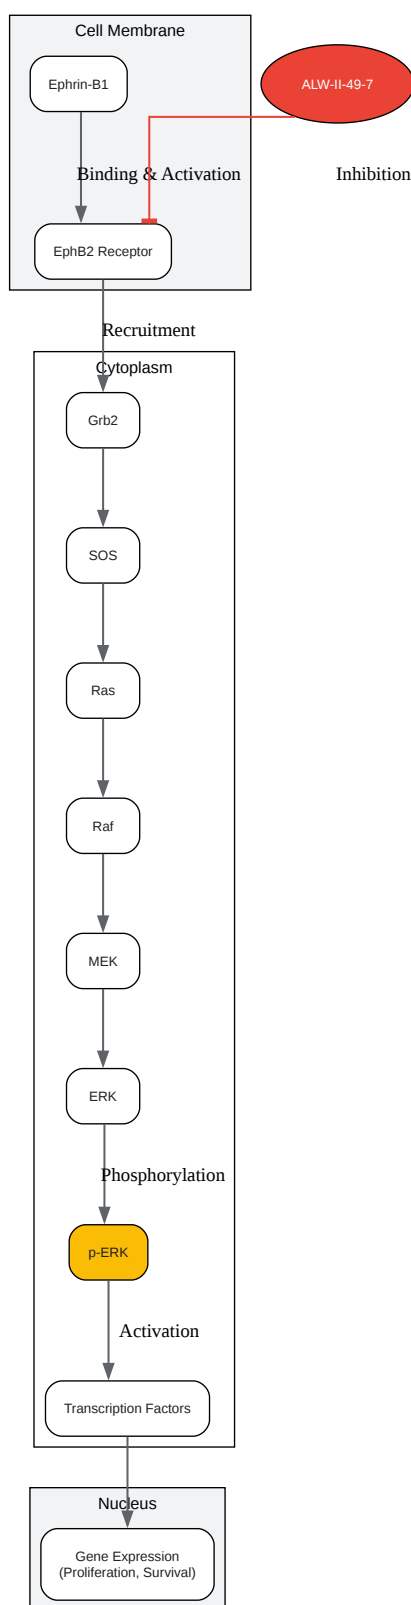 Cell Membrane
Ephrin-B1
ALW-II-49-7
Binding & Activation
Inhibition
EphB2 Receptor
Recruitment
Cytoplasm
Grb2
SOS
Ras
Raf
MEK
ERK
Phosphorylation
p-ERK
Activation
Transcription Factors
Nucleus
Gene Expression
(Proliferation, Survival)